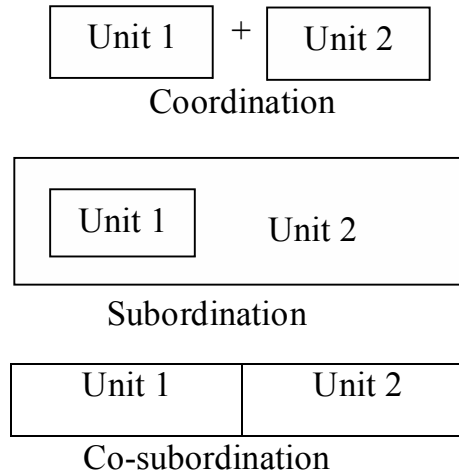 Unit 1 + Unit 2
Coordination
Unit 1 Unit 2
Subordination
Unit 1 Unit 2
Co-subordination